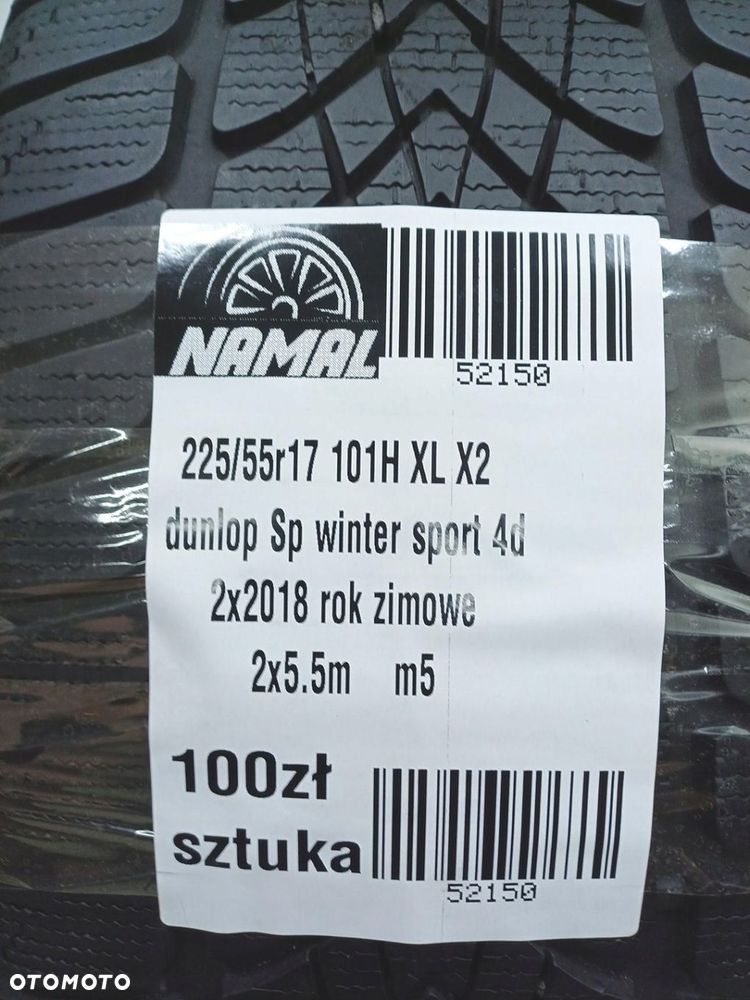 NAMAL
52150
225/55r17 101H XL X2
dunlop Sp winter sport 4d
2x2018 rok zimowe
2x5.5m m5
100zł
sztuka
52150
OTOMOTO